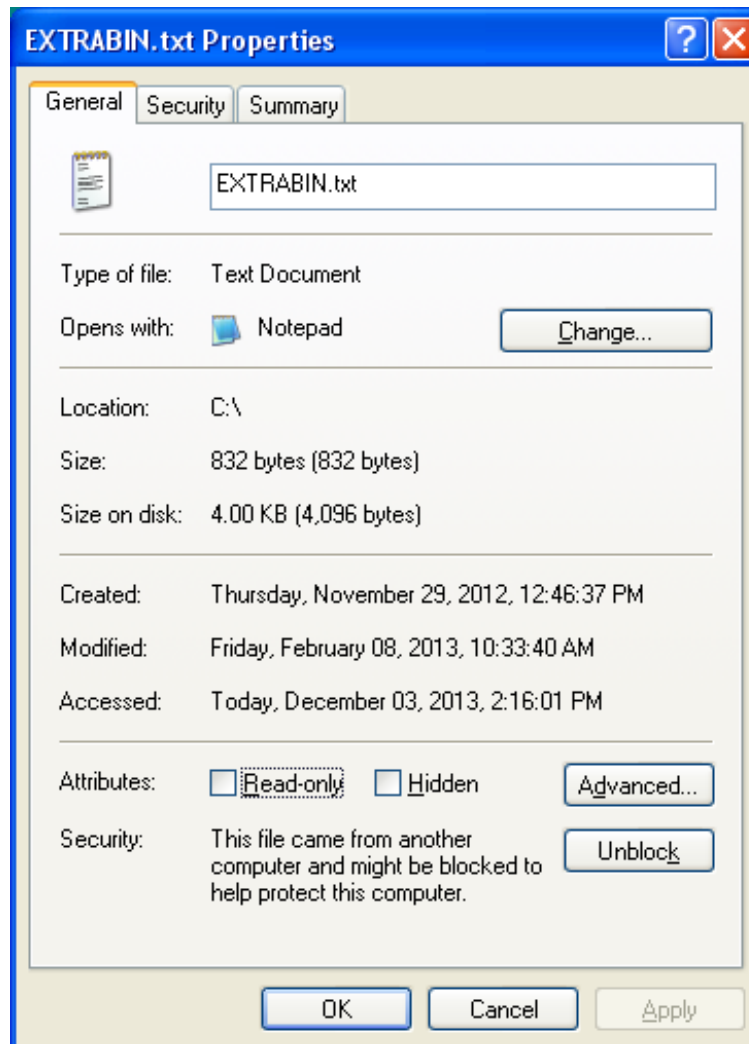 EXTRABIN.txt Properties
General Security Summary
EXTRABIN.txt
Type of file: Text Document
Opens with: Notepad Change...
Location: C:\
Size: 832 bytes (832 bytes)
Size on disk: 4.00 KB (4,096 bytes)
Created: Thursday, November 29, 2012, 12:46:37 PM
Modified: Friday, February 08, 2013, 10:33:40 AM
Accessed: Today, December 03, 2013, 2:16:01 PM
Attributes: Read-only Hidden Advanced...
Security: This file came from another
computer and might be blocked to
help protect this computer.
Unblock
OK Cancel Apply